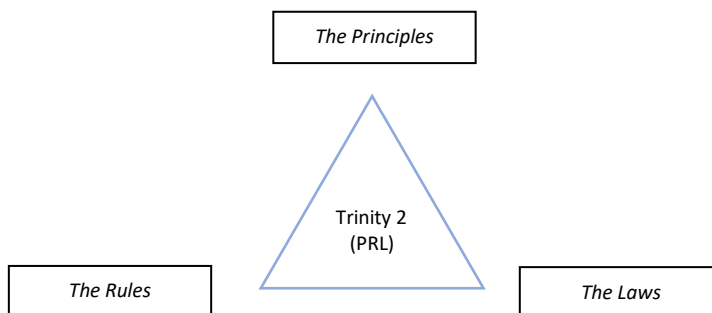 The Principles
Trinity 2
(PRL)
The Rules
The Laws